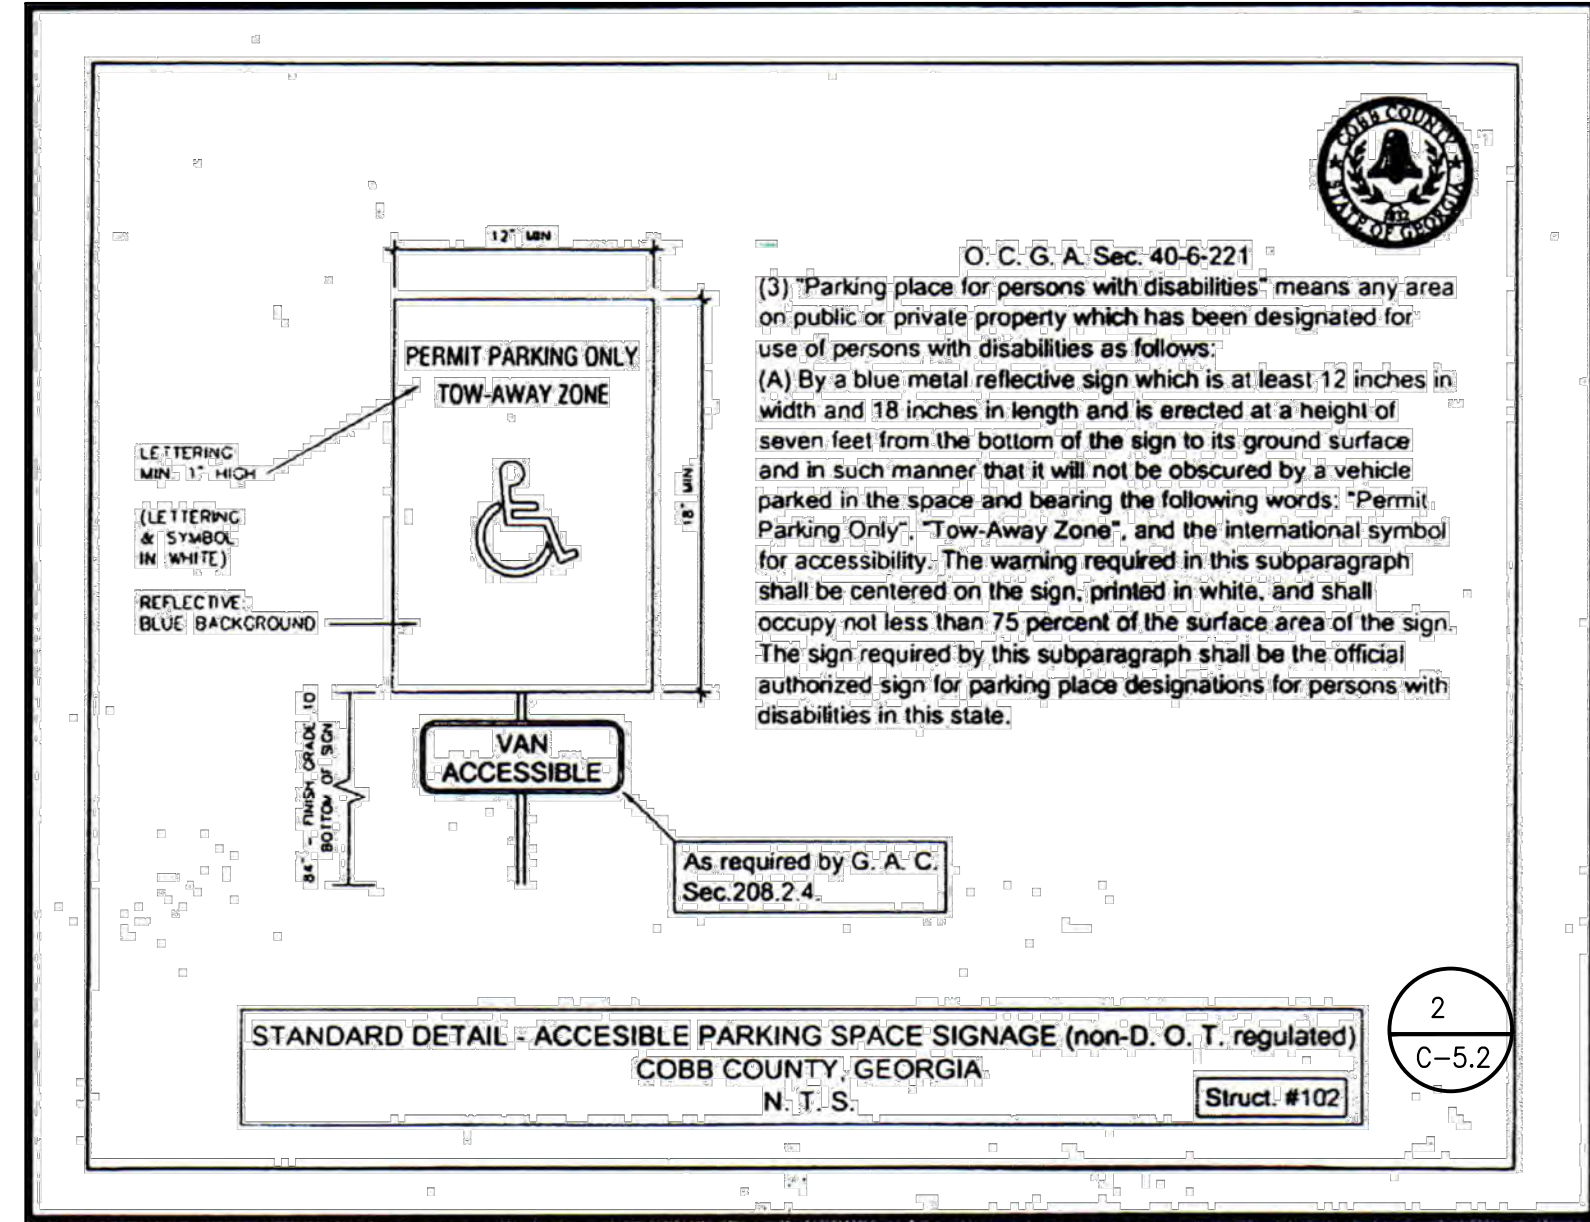 COBB COUNTY
STATE OF GEORGIA
1832
12" MIN
PERMIT PARKING ONLY
TOW-AWAY ZONE
LETTERING
MIN. 1" HIGH
(LETTERING
& SYMBOL
IN WHITE)
REFLECTIVE
BLUE BACKGROUND
18" MIN
84" - FINISH GRADE TO
BOTTOM OF SIGN
VAN
ACCESSIBLE
As required by G. A. C.
Sec.208.2.4.
O. C. G. A. Sec. 40-6-221
(3) "Parking place for persons with disabilities" means any area
on public or private property which has been designated for
use of persons with disabilities as follows:
(A) By a blue metal reflective sign which is at least 12 inches in
width and 18 inches in length and is erected at a height of
seven feet from the bottom of the sign to its ground surface
and in such manner that it will not be obscured by a vehicle
parked in the space and bearing the following words: "Permit
Parking Only", "Tow-Away Zone", and the international symbol
for accessibility. The warning required in this subparagraph
shall be centered on the sign, printed in white, and shall
occupy not less than 75 percent of the surface area of the sign.
The sign required by this subparagraph shall be the official
authorized sign for parking place designations for persons with
disabilities in this state.
STANDARD DETAIL - ACCESIBLE PARKING SPACE SIGNAGE (non-D. O. T. regulated)
COBB COUNTY, GEORGIA
N. T. S.
Struct. #102
2
C-5.2